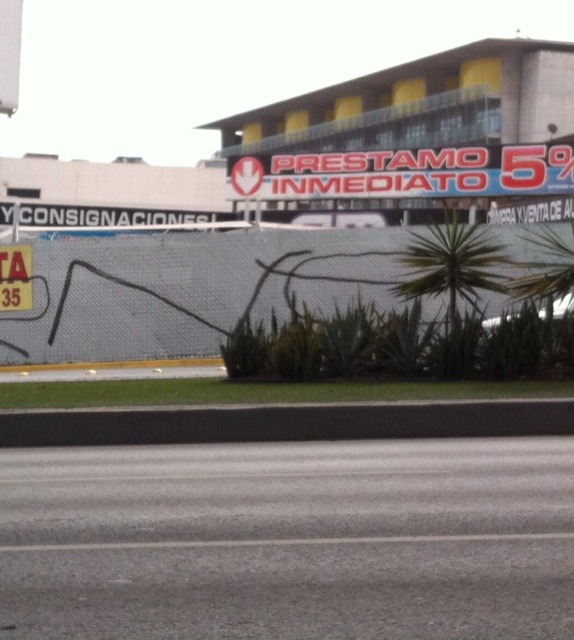 PRESTAMO
INMEDIATO 5%
Y CONSIGNACIONES!
COMPRA Y VENTA DE AU
TA
35